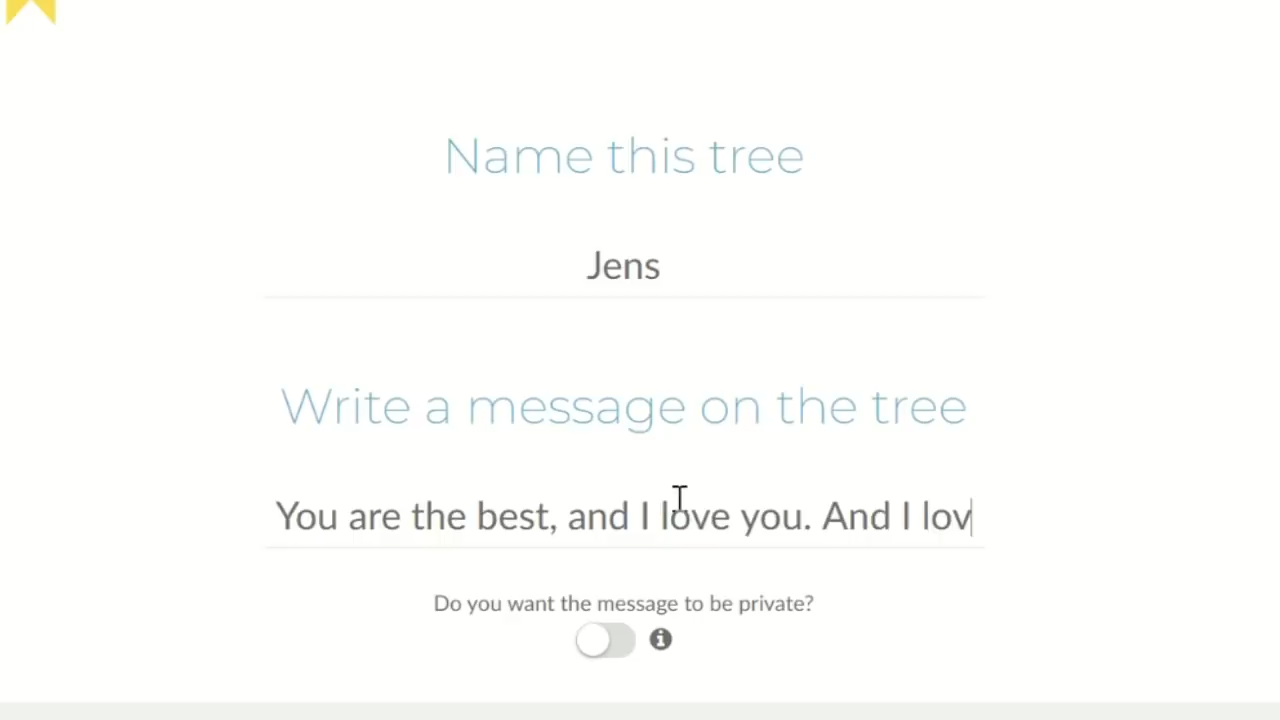 Name this tree
Jens
Write a message on the tree
You are the best, and I love you. And I lov
Do you want the message to be private?